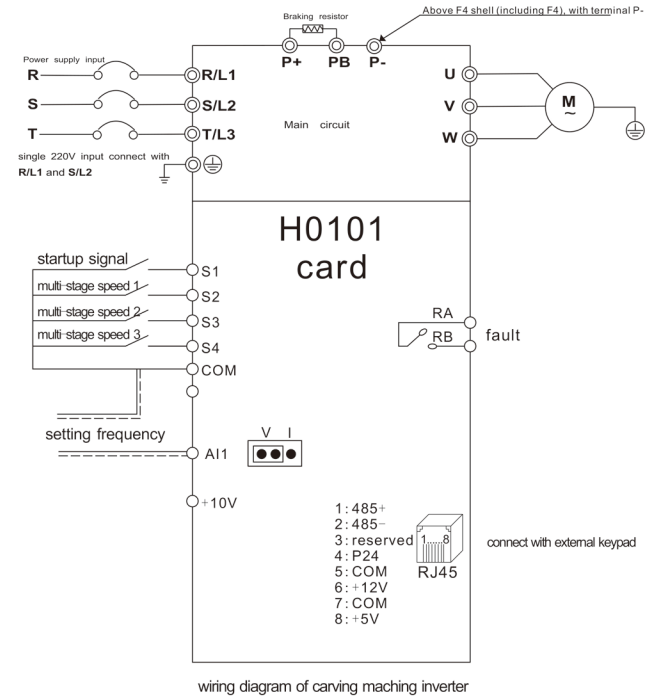 Above F4 shell (including F4), with terminal P-
Braking resistor
P+ PB P-
Power supply input
R R/L1 U
S S/L2 V M ~
T T/L3 W
Main circuit
single 220V input connect with
R/L1 and S/L2
H0101
card
startup signal S1
multi-stage speed 1 S2
multi-stage speed 2 S3
multi-stage speed 3 S4
COM
RA
RB
fault
setting frequency
V I
AI1
+10V
1:485+
2:485-
3:reserved
4:P24
5:COM
6:+12V
7:COM
8:+5V
1...8
RJ45
connect with external keypad
wiring diagram of carving maching inverter